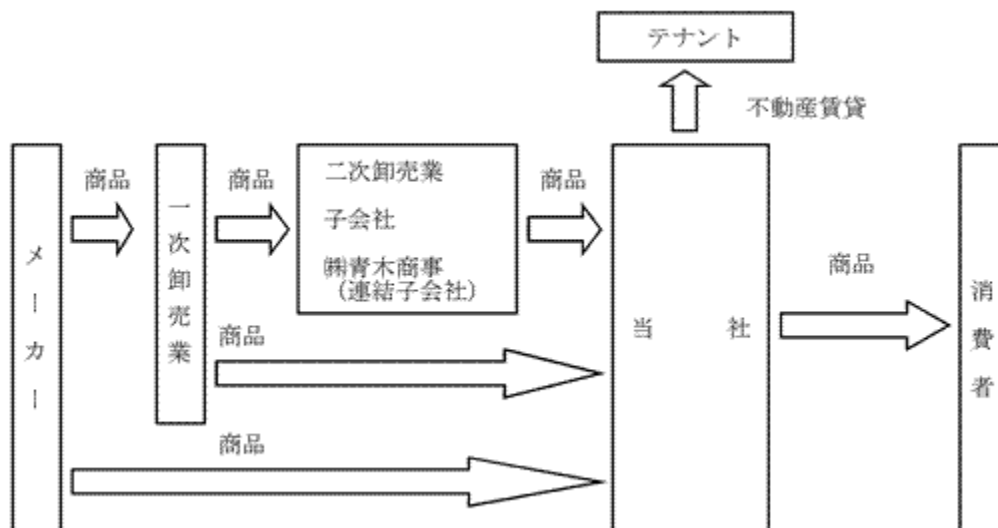 テナント
不動産賃貸
メーカー
商品
一次卸売業
商品
二次卸売業
子会社
㈱青木商事
(連結子会社)
商品
当社
商品
消費者
商品
商品